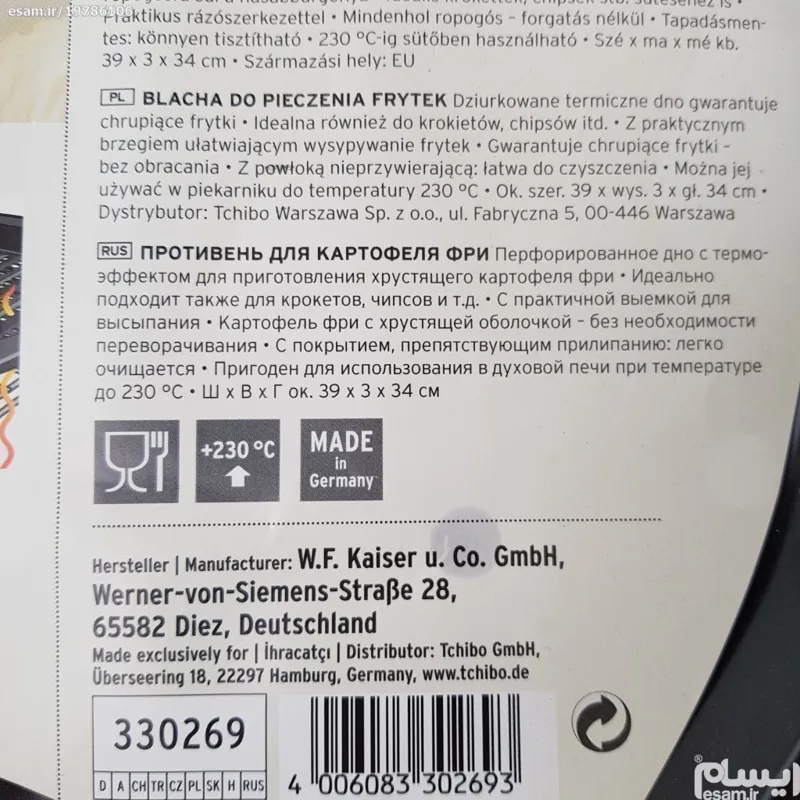 esam.ir/19786106
praktikus rázószerkezettel • Mindenhol ropogós – forgatás nélkül • Tapadásmen-
tes: könnyen tisztítható • 230 °C-ig sütőben használható • Szé x ma x mé kb.
39 x 3 x 34 cm • Származási hely: EU
PL BLACHA DO PIECZENIA FRYTEK Dziurkowane termiczne dno gwarantuje
chrupiące frytki • Idealna również do krokietów, chipsów itd. • Z praktycznym
brzegiem ułatwiającym wysypywanie frytek • Gwarantuje chrupiące frytki –
bez obracania • Z powłoką nieprzywierającą: łatwa do czyszczenia • Można jej
używać w piekarniku do temperatury 230 °C • Ok. szer. 39 x wys. 3 x gł. 34 cm •
Dystrybutor: Tchibo Warszawa Sp. z o.o., ul. Fabryczna 5, 00-446 Warszawa
RUS ПРОТИВЕНЬ ДЛЯ КАРТОФЕЛЯ ФРИ Перфорированное дно с термо-
эффектом для приготовления хрустящего картофеля фри • Идеально
подходит также для крокетов, чипсов и т.д. • С практичной выемкой для
высыпания • Картофель фри с хрустящей оболочкой – без необходимости
переворачивания • С покрытием, препятствующим прилипанию: легко
очищается • Пригоден для использования в духовой печи при температуре
до 230 °C • Ш x В x Г ок. 39 x 3 x 34 см
+230 °C
MADE
in
Germany
Hersteller | Manufacturer: W.F. Kaiser u. Co. GmbH,
Werner-von-Siemens-Straße 28,
65582 Diez, Deutschland
Made exclusively for | İhracatçı | Distributor: Tchibo GmbH,
Überseering 18, 22297 Hamburg, Germany, www.tchibo.de
330269
D A CH TR CZ PL SK H RUS
4 006083 302693
ایسام
esam.ir